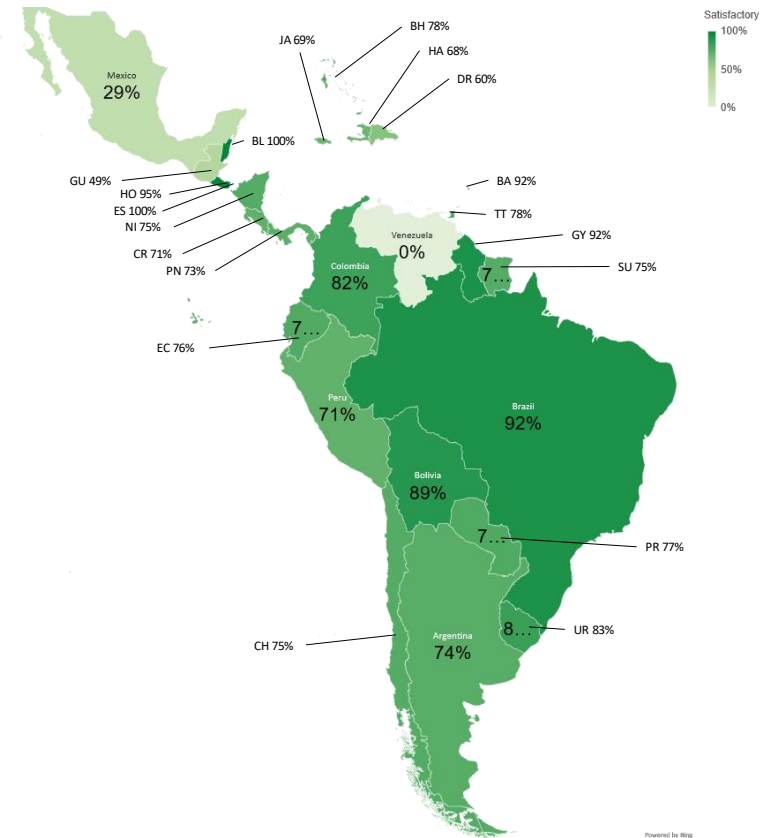 Satisfactory
100%
50%
0%
BH 78%
JA 69%
HA 68%
DR 60%
Mexico
29%
BL 100%
GU 49%
HO 95%
ES 100%
NI 75%
CR 71%
PN 73%
BA 92%
TT 78%
GY 92%
SU 75%
Venezuela
0%
Colombia
82%
7...
7...
EC 76%
Peru
71%
Brazil
92%
Bolivia
89%
7...
PR 77%
8...
UR 83%
CH 75%
Argentina
74%
Powered by Bing